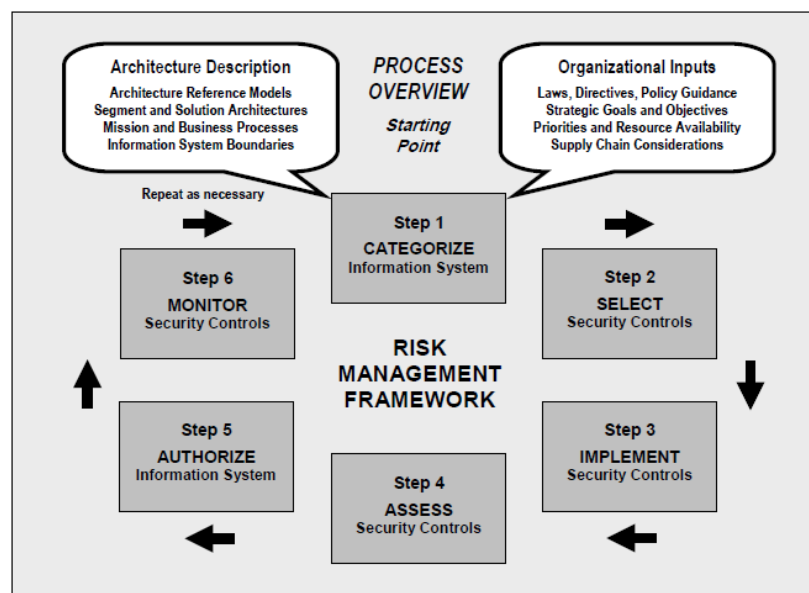 Architecture Description
Architecture Reference Models
Segment and Solution Architectures
Mission and Business Processes
Information System Boundaries
PROCESS
OVERVIEW
Starting
Point
Organizational Inputs
Laws, Directives, Policy Guidance
Strategic Goals and Objectives
Priorities and Resource Availability
Supply Chain Considerations
Repeat as necessary
Step 1
CATEGORIZE
Information System
Step 2
SELECT
Security Controls
Step 3
IMPLEMENT
Security Controls
Step 4
ASSESS
Security Controls
Step 5
AUTHORIZE
Information System
Step 6
MONITOR
Security Controls
RISK
MANAGEMENT
FRAMEWORK